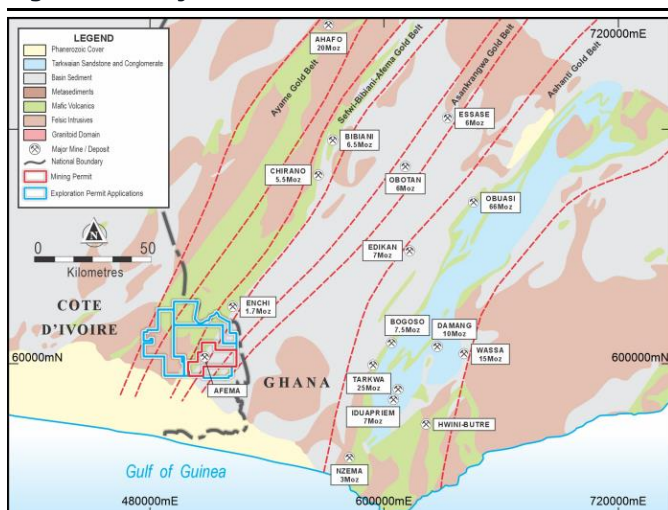 LEGEND
Phanerozoic Cover
Tarkwaian Sandstone and Conglomerate
Basin Sediment
Metasediments
Mafic Volcanics
Felsic Intrusives
Granitoid Domain
Major Mine / Deposit
National Boundary
Mining Permit
Exploration Permit Applications
N
0 50
Kilometres
720000mE
AHAFO
20Moz
Ayame Gold Belt
Sefwi-Bibiani-Afema Gold Belt
Asankrangwa Gold Belt
Ashanti Gold Belt
ESSASE
6Moz
BIBIANI
6.5Moz
CHIRANO
5.5Moz
OBOTAN
6Moz
OBUASI
66Moz
EDIKAN
7Moz
COTE
D'IVOIRE
ENCHI
1.7Moz
BOGOSO
7.5Moz
DAMANG
10Moz
WASSA
15Moz
60000mN
600000mN
AFEMA
GHANA
TARKWA
25Moz
IDUAPRIEM
7Moz
HWINI-BUTRE
Gulf of Guinea
NZEMA
3Moz
480000mE
600000mE
720000mE